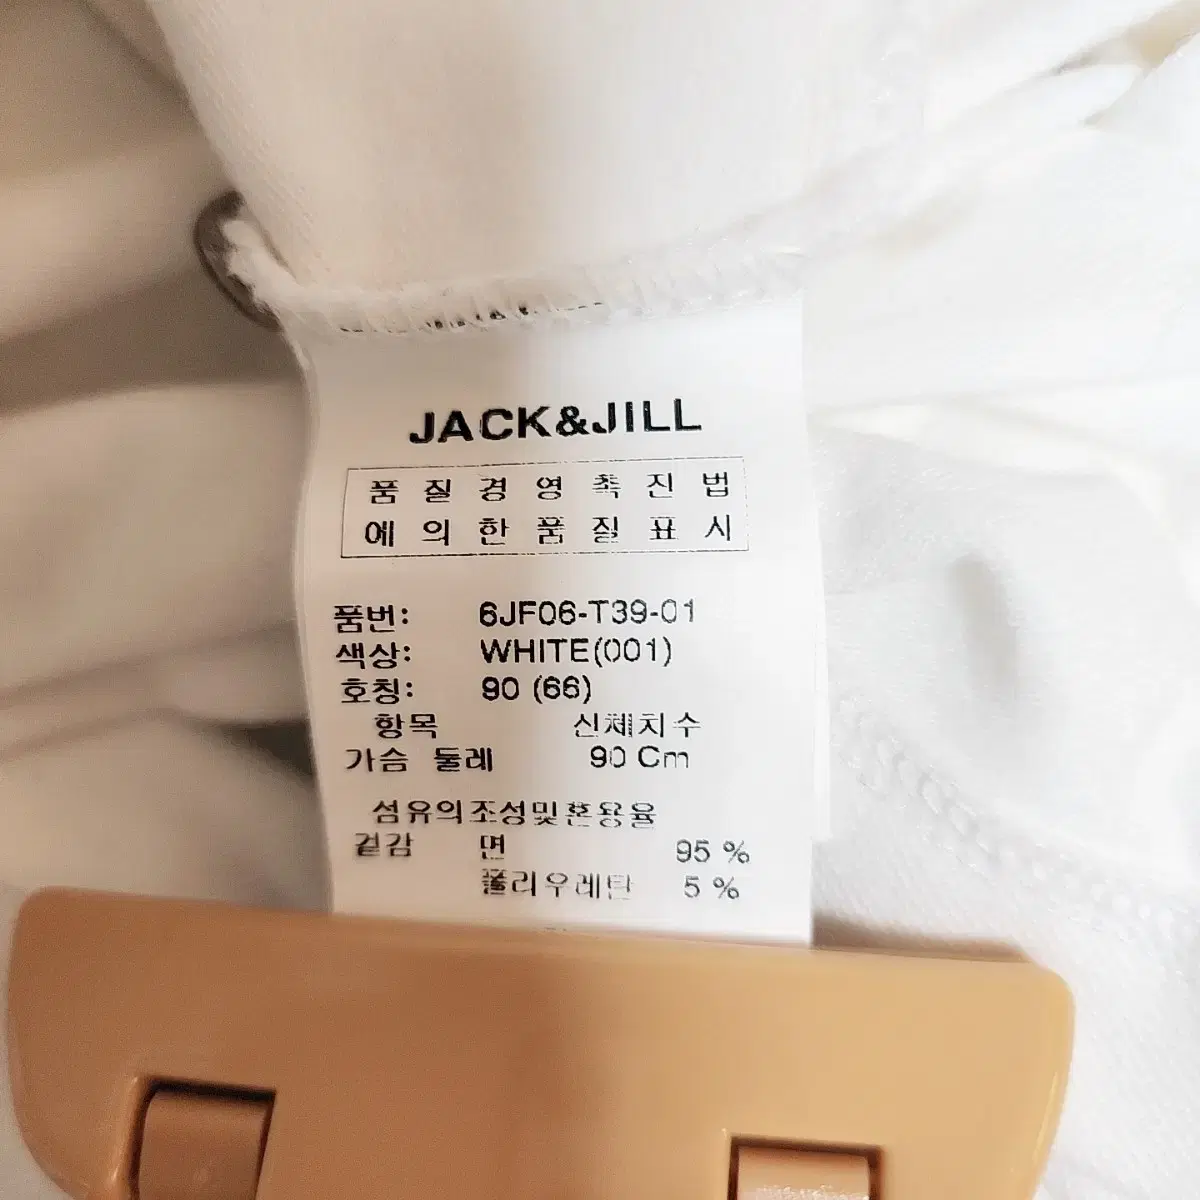 JACK&JILL
품 질 경 영 촉 진 법
에 의 한 품 질 표 시
품번: 6JF06-T39-01
색상: WHITE(001)
호칭: 90 (66)
항목 신체치수
가슴 둘레 90 Cm
섬유의조성및혼용율
겉감 면 95 %
폴리우레탄 5 %